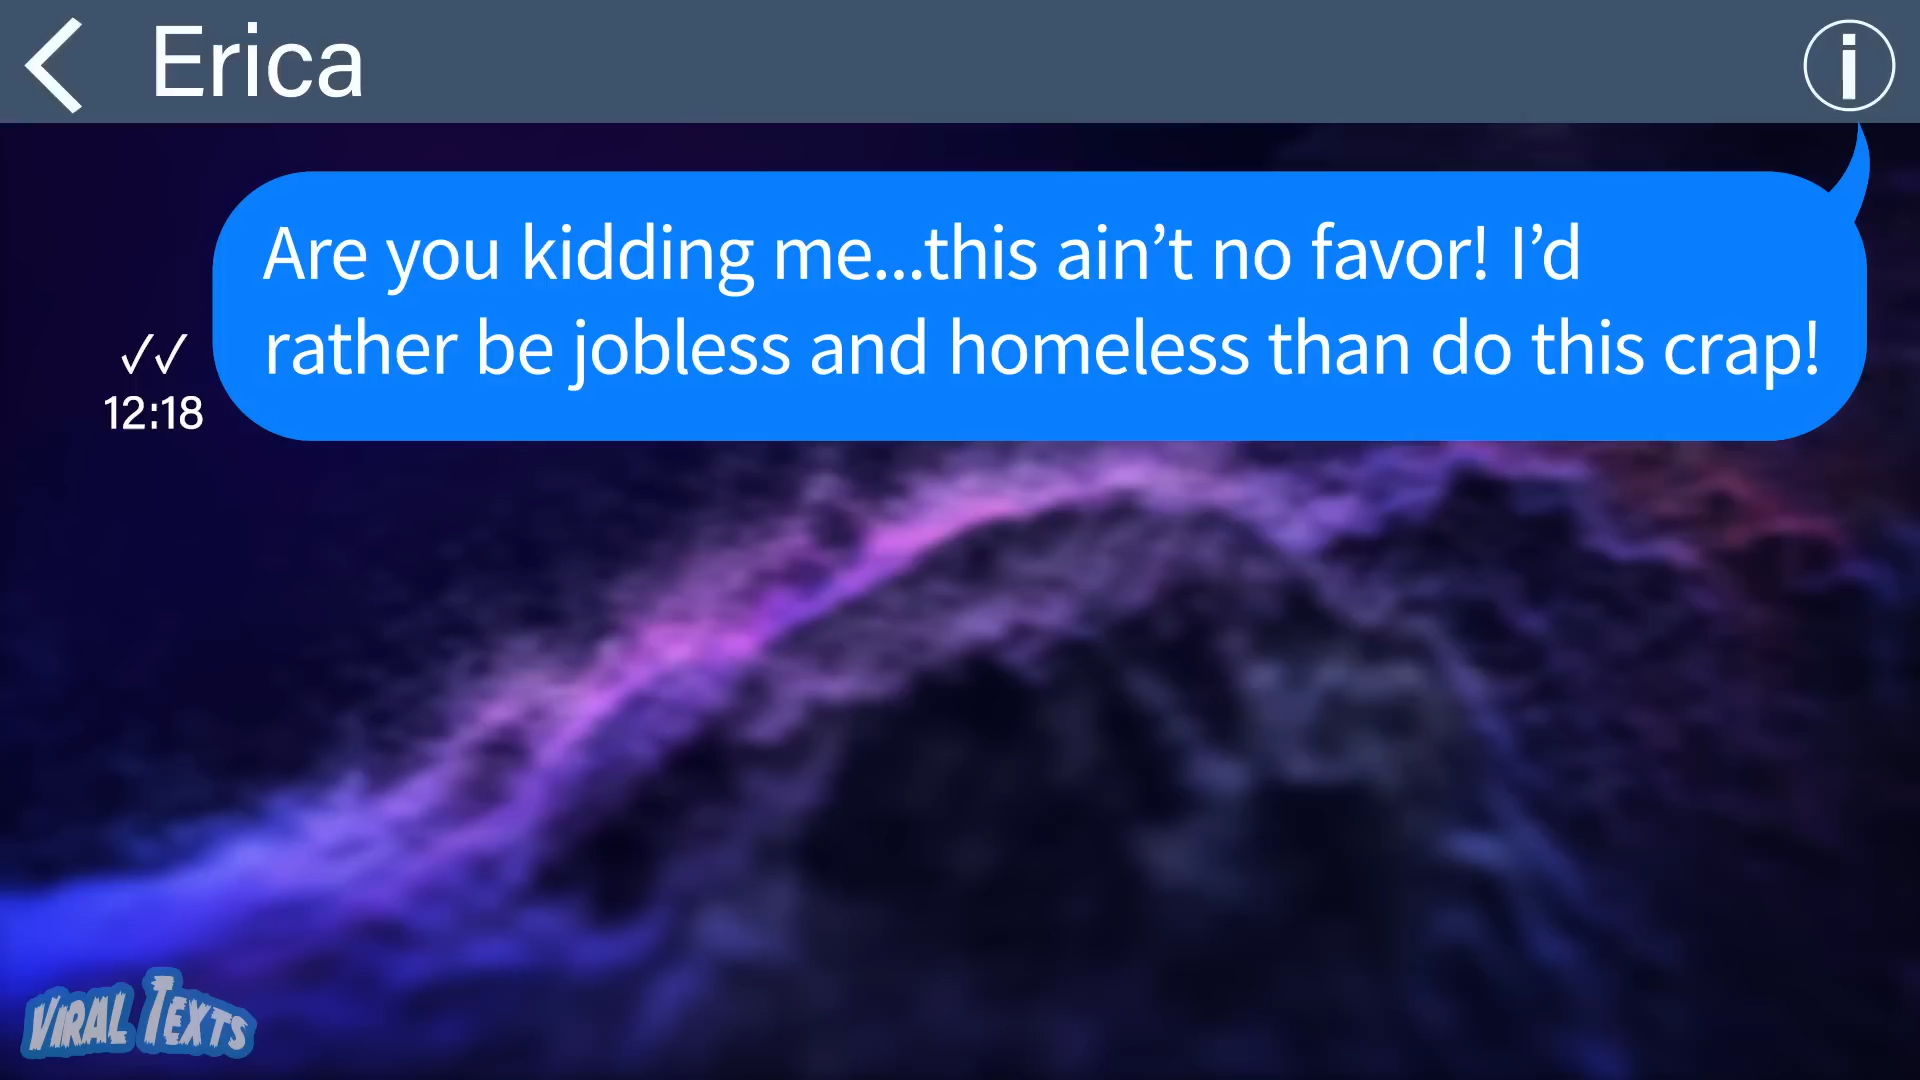 Erica
Are you kidding me...this ain’t no favor! I’d
rather be jobless and homeless than do this crap!
✓✓
12:18
VIRAL TEXTS